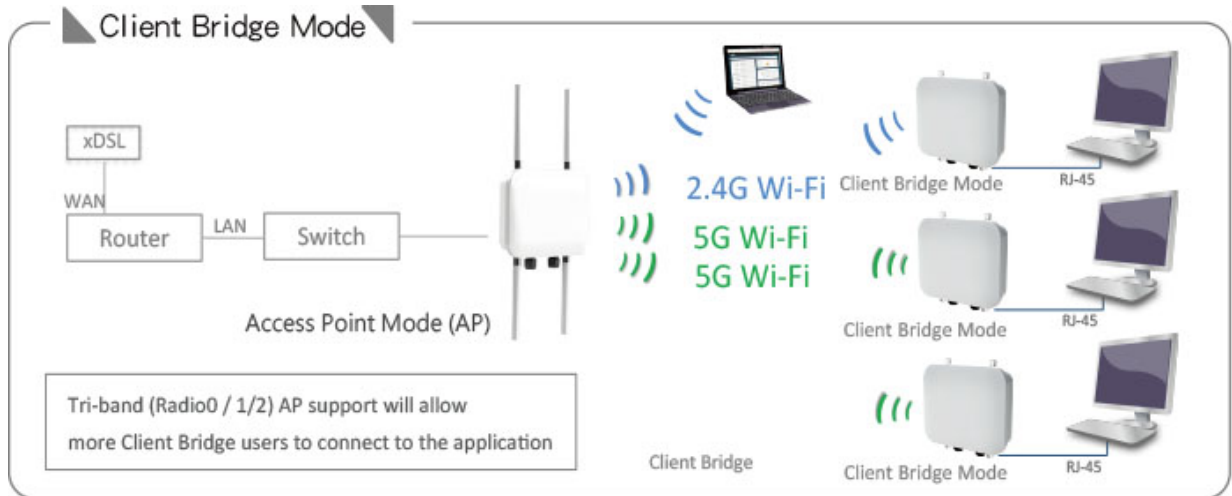 Client Bridge Mode
xDSL
WAN
Router
LAN
Switch
Access Point Mode (AP)
2.4G Wi-Fi
5G Wi-Fi
5G Wi-Fi
Client Bridge Mode
RJ-45
Client Bridge Mode
RJ-45
Client Bridge Mode
RJ-45
Client Bridge
Tri-band (Radio0 / 1/2) AP support will allow
more Client Bridge users to connect to the application